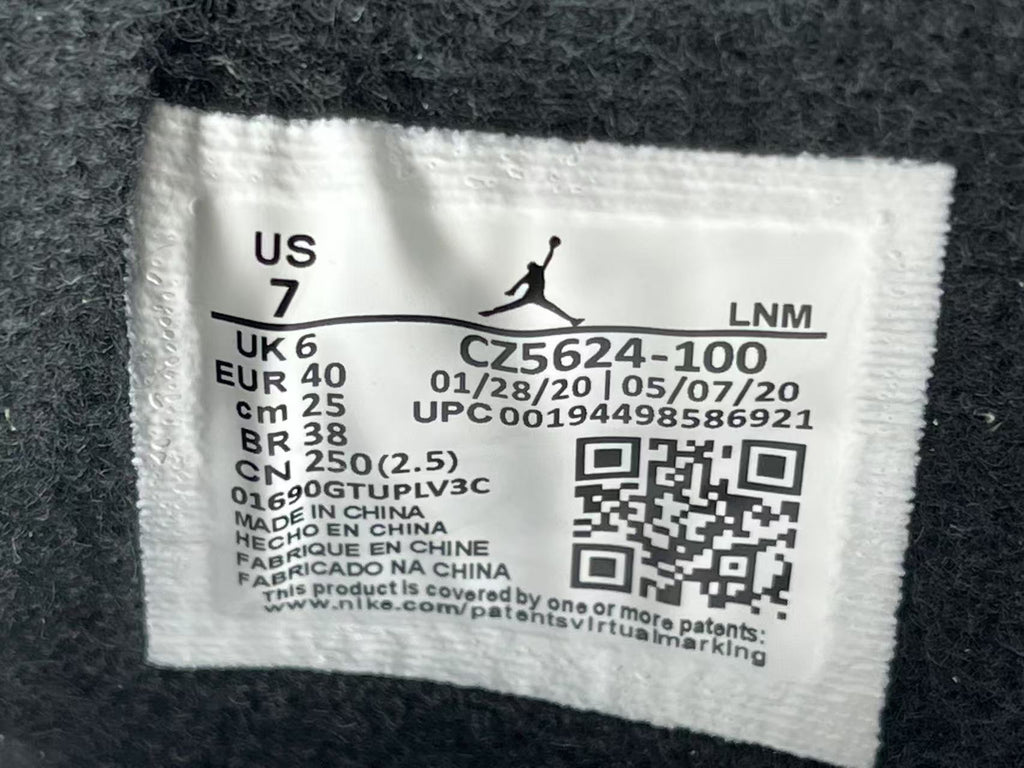 US
7
LNM
UK 6
EUR 40
cm 25
BR 38
CN 250(2.5)
CZ5624-100
01/28/20 | 05/07/20
UPC 00194498586921
01690GTUPLV3C
MADE IN CHINA
HECHO EN CHINA
FABRIQUE EN CHINE
FABRICADO NA CHINA
This product is covered by one or more patents:
www.nike.com/patentsvirtualmarking